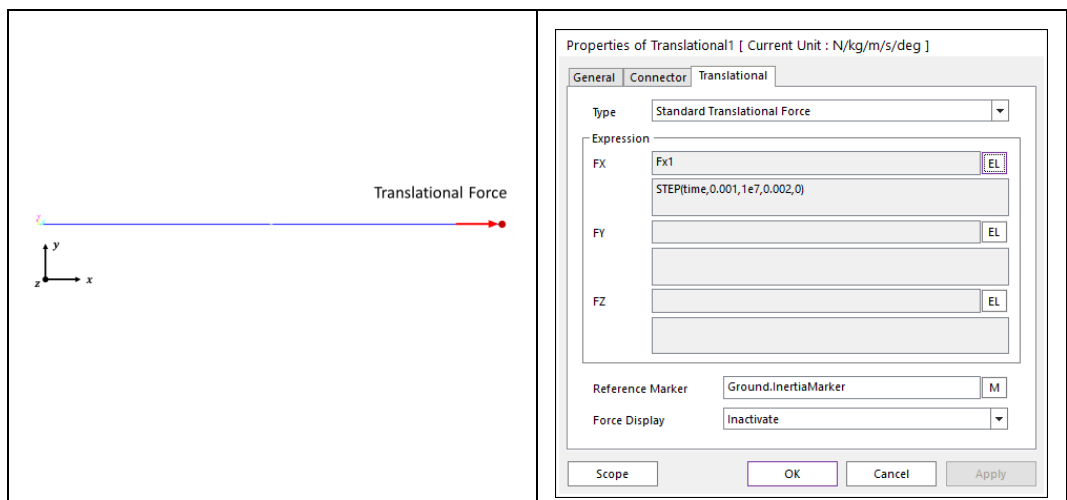 Translational Force
y
z
x
Properties of Translational1 [ Current Unit : N/kg/m/s/deg ]
General Connector Translational
Type Standard Translational Force
Expression
FX Fx1 EL
STEP(time,0.001,1e7,0.002,0)
FY EL
FZ EL
Reference Marker Ground.InertiaMarker M
Force Display Inactivate
Scope OK Cancel Apply